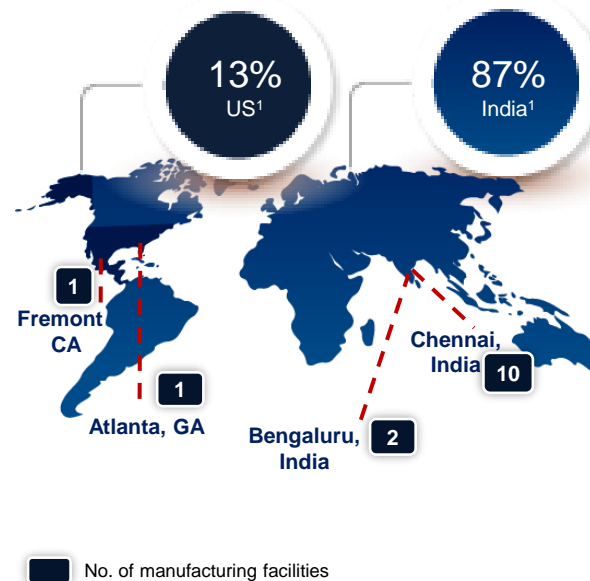 13%
US¹
87%
India¹
1
Fremont
CA
1
Atlanta, GA
Chennai,
India
10
Bengaluru,
India
2
No. of manufacturing facilities